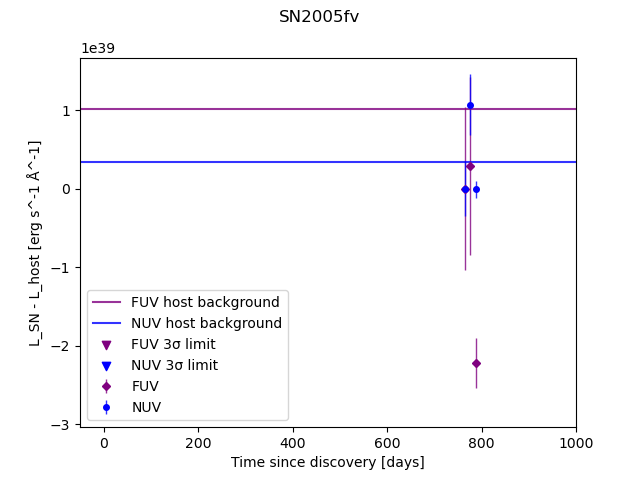 SN2005fv
1e39
L_SN - L_host [erg s^-1 Å^-1]
1
0
−1
−2
−3
FUV host background
NUV host background
FUV 3σ limit
NUV 3σ limit
FUV
NUV
0 200 400 600 800 1000
Time since discovery [days]